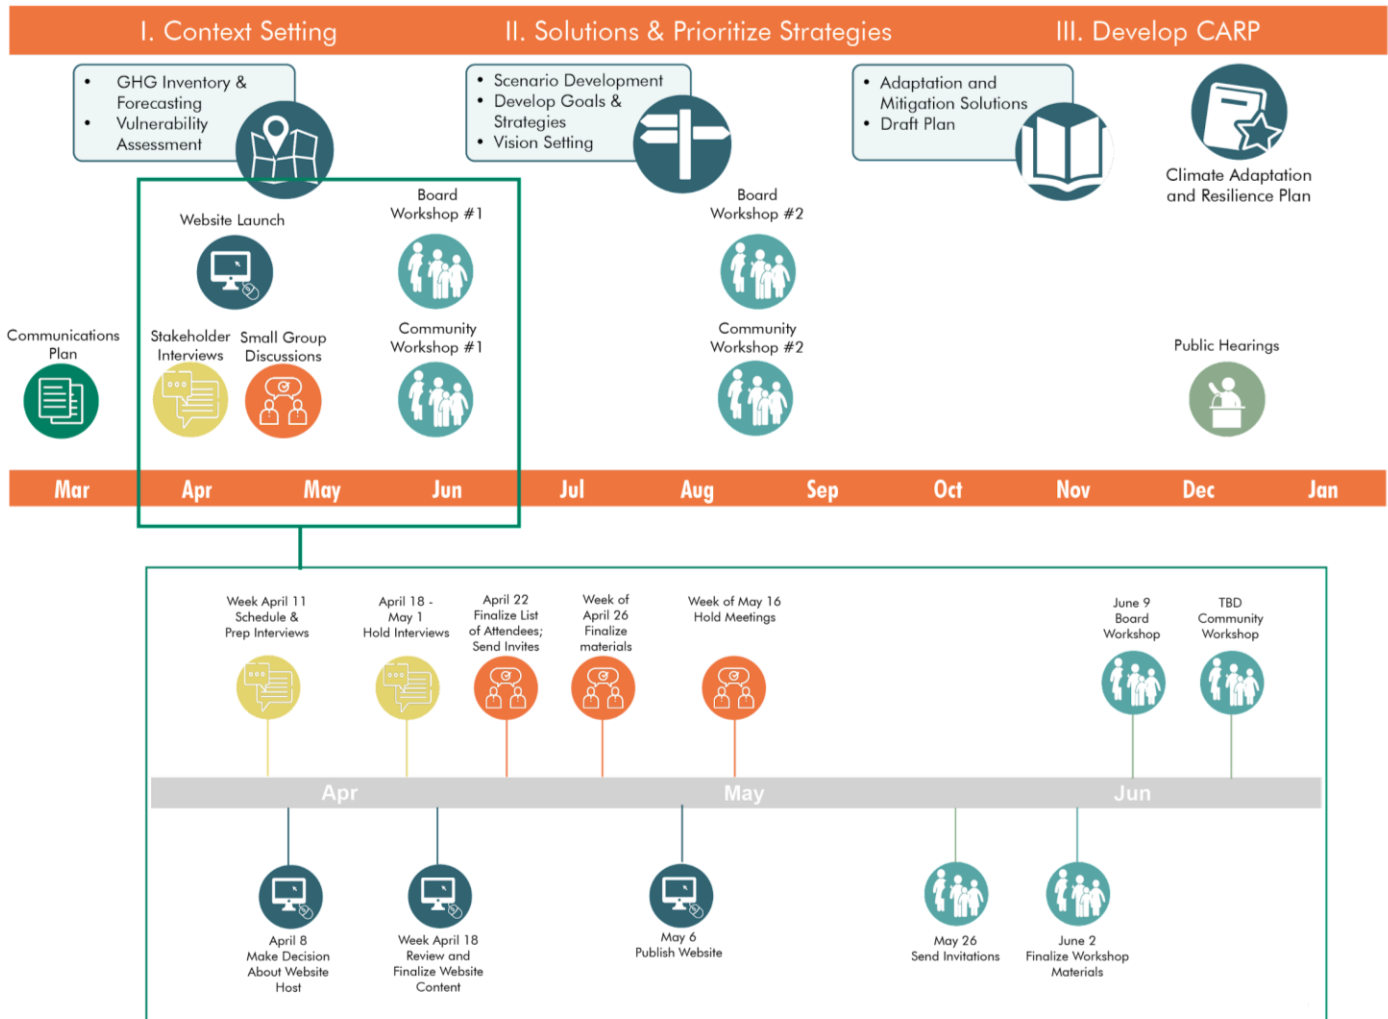 I. Context Setting
II. Solutions & Prioritize Strategies
III. Develop CARP
• GHG Inventory &
Forecasting
• Vulnerability
Assessment
• Scenario Development
• Develop Goals &
Strategies
• Vision Setting
• Adaptation and
Mitigation Solutions
• Draft Plan
Climate Adaptation
and Resilience Plan
Website Launch
Board
Workshop #1
Board
Workshop #2
Communications
Plan
Stakeholder
Interviews
Small Group
Discussions
Community
Workshop #1
Community
Workshop #2
Public Hearings
Mar
Apr
May
Jun
Jul
Aug
Sep
Oct
Nov
Dec
Jan
Week April 11
Schedule &
Prep Interviews
April 18 -
May 1
Hold Interviews
April 22
Finalize List
of Attendees;
Send Invites
Week of
April 26
Finalize
materials
Week of May 16
Hold Meetings
June 9
Board
Workshop
TBD
Community
Workshop
Apr
May
Jun
April 8
Make Decision
About Website
Host
Week April 18
Review and
Finalize Website
Content
May 6
Publish Website
May 26
Send Invitations
June 2
Finalize Workshop
Materials